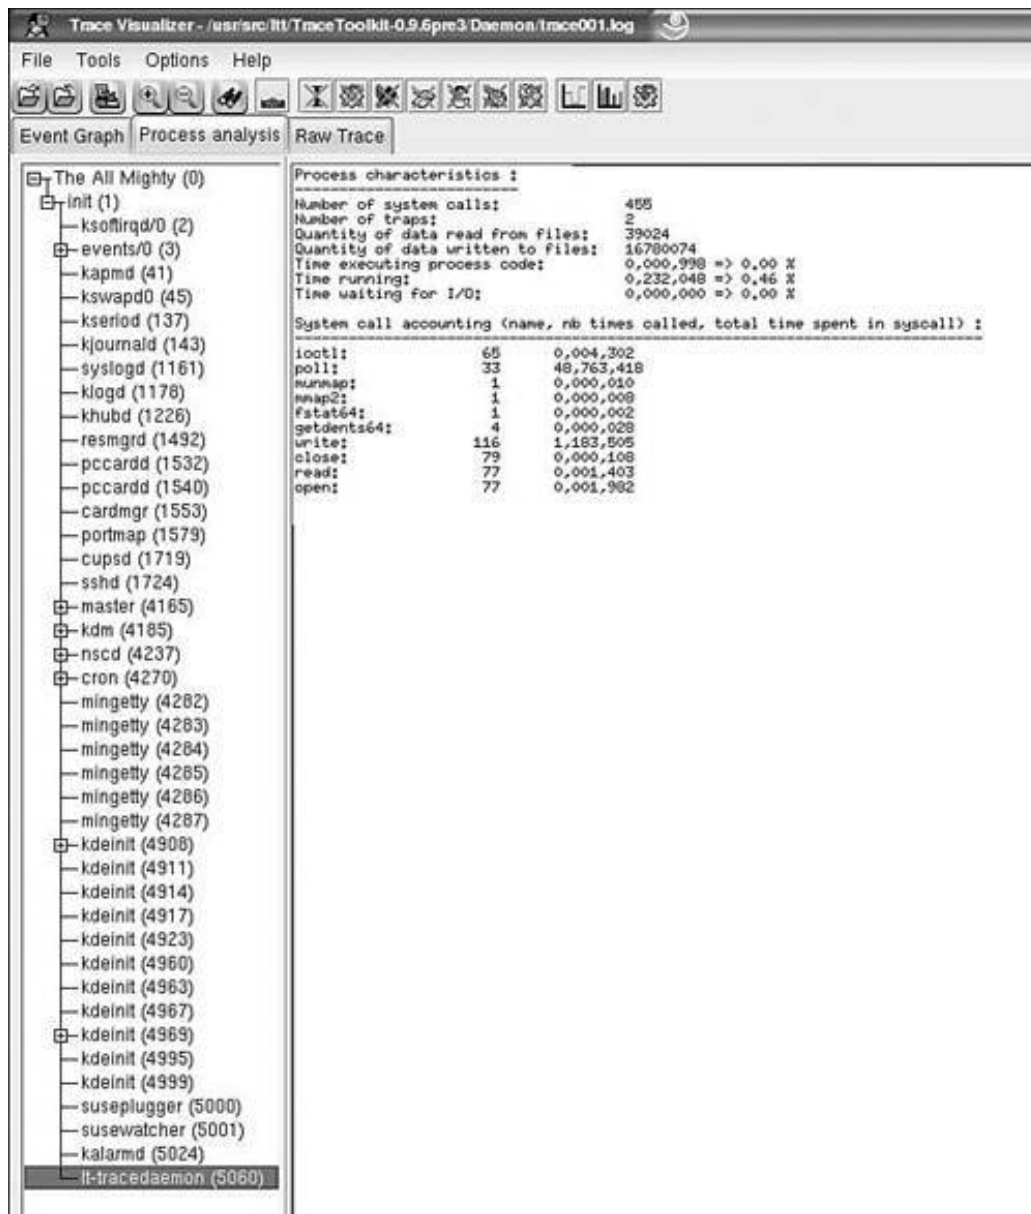 Trace Visualizer - /usr/src/ltt/TraceToolkit-0.9.6pre3/Daemon/trace001.log
File Tools Options Help
Event Graph Process analysis Raw Trace
The All Mighty (0)
init (1)
ksoftirqd/0 (2)
events/0 (3)
kapmd (41)
kswapd0 (45)
kseriod (137)
kjournald (143)
syslogd (1161)
klogd (1178)
khubd (1226)
resmgrd (1492)
pccardd (1532)
pccardd (1540)
cardmgr (1553)
portmap (1579)
cupsd (1719)
sshd (1724)
master (4165)
kdm (4185)
nscd (4237)
cron (4270)
mingetty (4282)
mingetty (4283)
mingetty (4284)
mingetty (4285)
mingetty (4286)
mingetty (4287)
kdeinit (4908)
kdeinit (4911)
kdeinit (4914)
kdeinit (4917)
kdeinit (4923)
kdeinit (4960)
kdeinit (4963)
kdeinit (4967)
kdeinit (4969)
kdeinit (4995)
kdeinit (4999)
suseplugger (5000)
susewatcher (5001)
kalarmd (5024)
lt-tracedaemon (5060)
Process characteristics :
Number of system calls: 455
Number of traps: 2
Quantity of data read from files: 39024
Quantity of data written to files: 16780074
Time executing process code: 0,000,998 => 0.00 %
Time running: 0,232,048 => 0.46 %
Time waiting for I/O: 0,000,000 => 0.00 %
System call accounting (name, nb times called, total time spent in syscall) :
ioctl: 65 0,004,302
poll: 33 48,763,418
munmap: 1 0,000,010
mmap2: 1 0,000,008
fstat64: 1 0,000,002
getdents64: 4 0,000,028
write: 116 1,183,505
close: 79 0,000,108
read: 77 0,001,403
open: 77 0,001,982